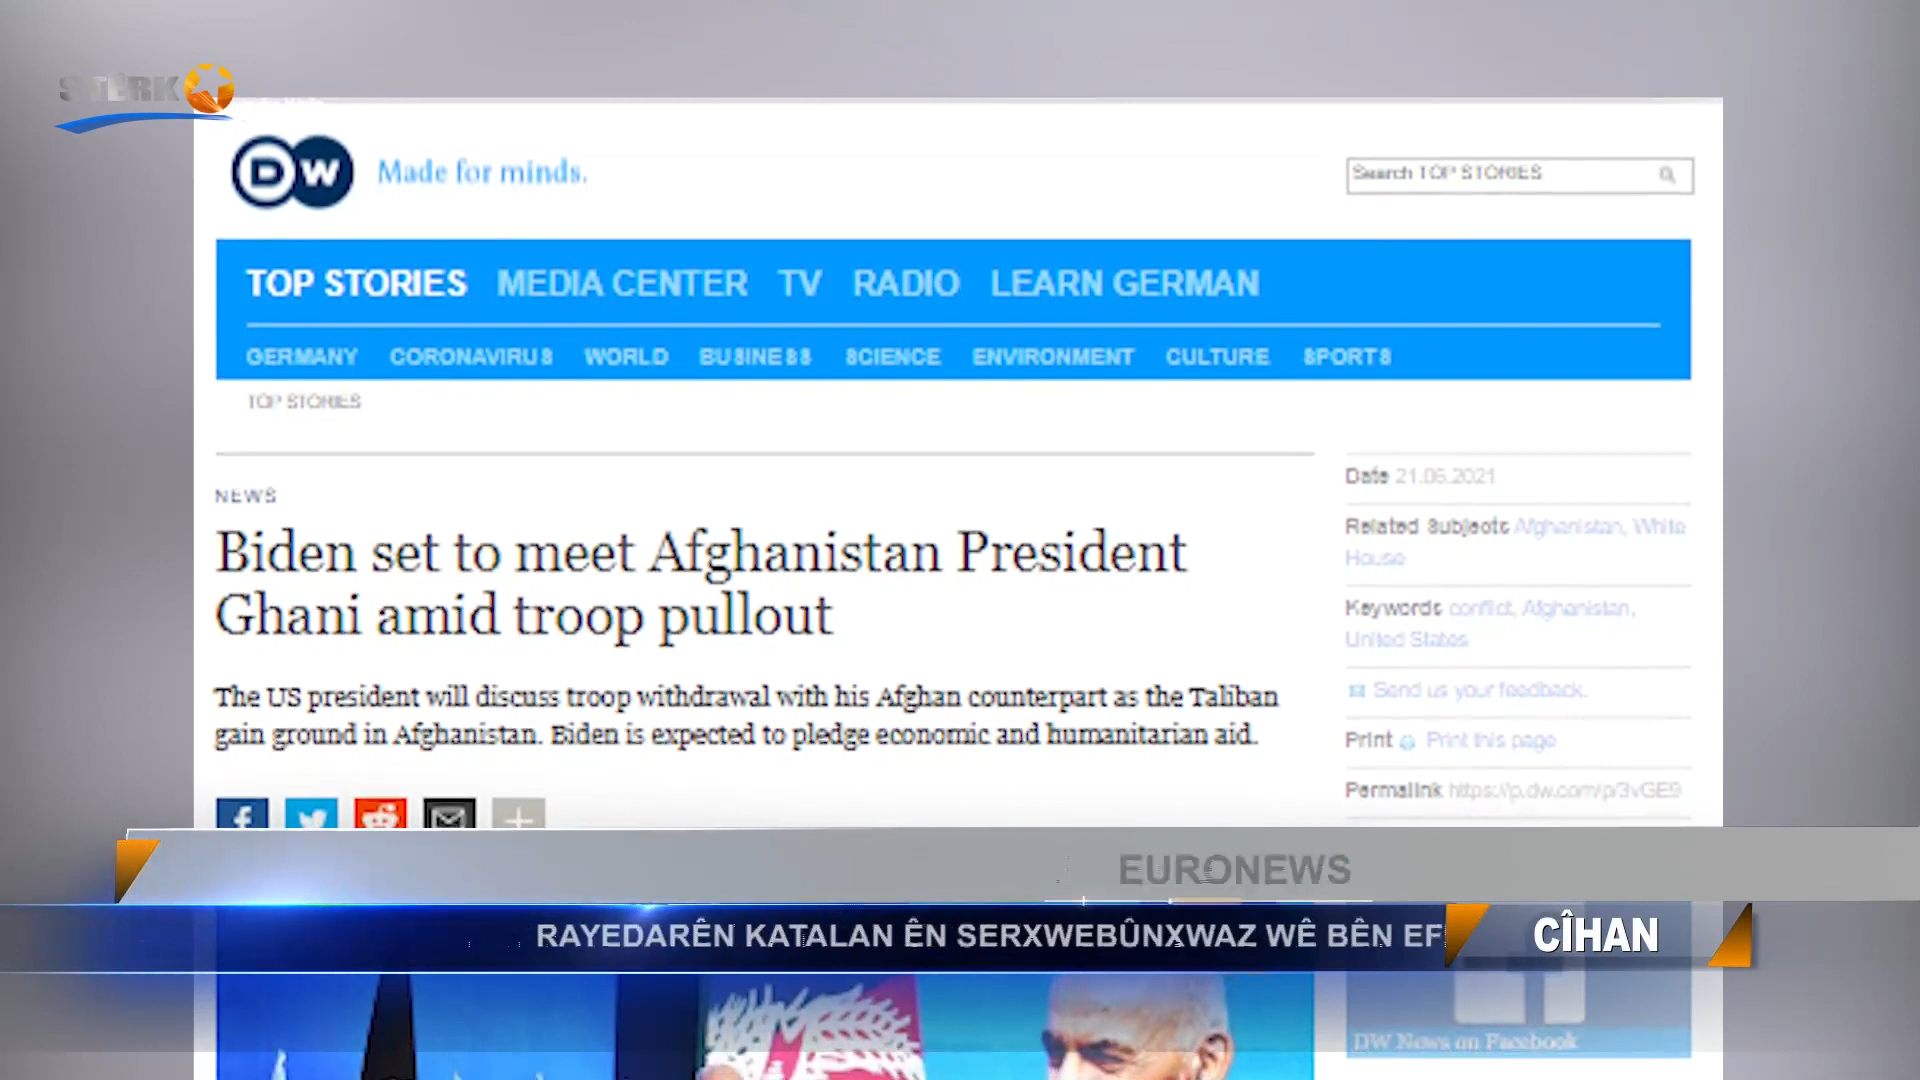 STÊRK
DW Made for minds.
Search TOP STORIES
TOP STORIES MEDIA CENTER TV RADIO LEARN GERMAN
GERMANY CORONAVIRUS WORLD BUSINESS SCIENCE ENVIRONMENT CULTURE SPORTS
TOP STORIES
NEWS
Biden set to meet Afghanistan President
Ghani amid troop pullout
The US president will discuss troop withdrawal with his Afghan counterpart as the Taliban
gain ground in Afghanistan. Biden is expected to pledge economic and humanitarian aid.
Date 21.06.2021
Related Subjects Afghanistan, White
House
Keywords conflict, Afghanistan,
United States
Send us your feedback.
Print Print this page
Permalink https://p.dw.com/p/3vGE9
EURONEWS
RAYEDARÊN KATALAN ÊN SERXWEBÛNXWAZ WÊ BÊN EF
CÎHAN
DW News on Facebook